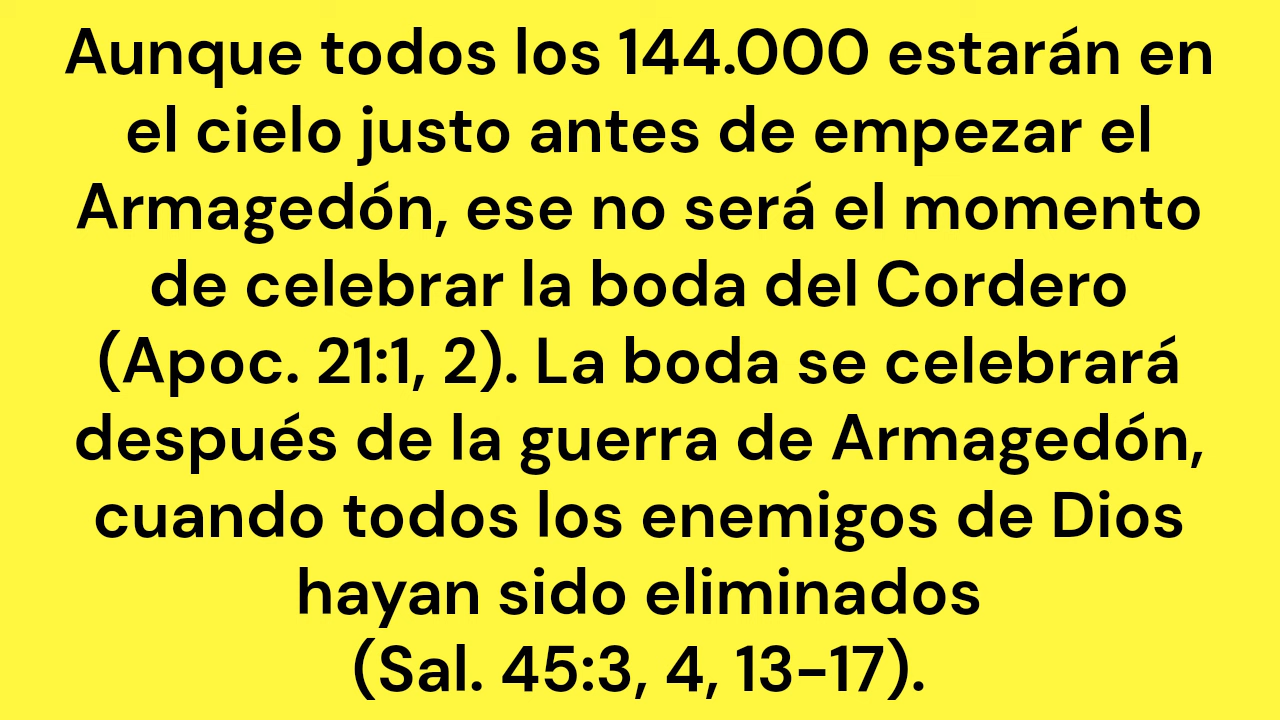 Aunque todos los 144.000 estarán en
el cielo justo antes de empezar el
Armagedón, ese no será el momento
de celebrar la boda del Cordero
(Apoc. 21:1, 2). La boda se celebrará
después de la guerra de Armagedón,
cuando todos los enemigos de Dios
hayan sido eliminados
(Sal. 45:3, 4, 13-17).